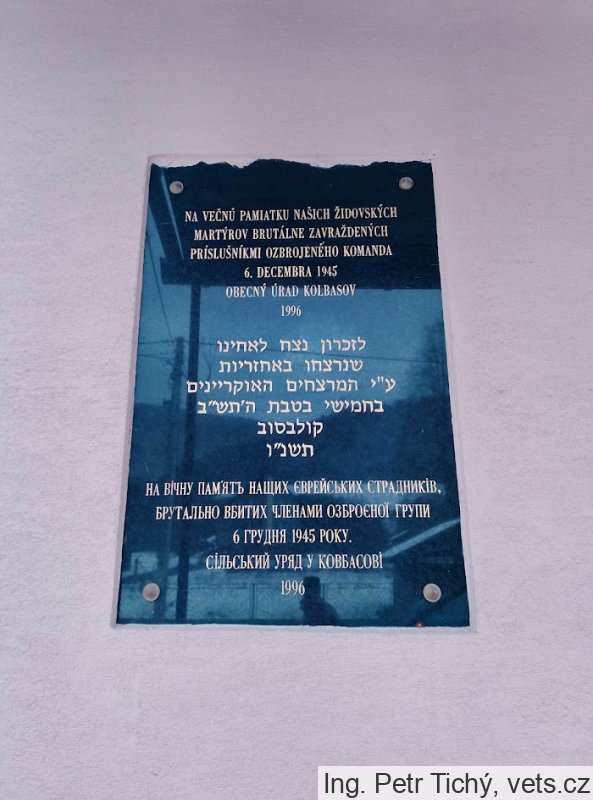 NA VEČNÚ PAMIATKU NAŠICH ŽIDOVSKÝCH
MARTÝROV BRUTÁLNE ZAVRAŽDENÝCH
PRÍSLUŠNÍKMI OZBROJENÉHO KOMANDA
6. DECEMBRA 1945
OBECNÝ ÚRAD KOLBASOV
1996
לזכרון נצח לאחינו
שנרצחו באחזריות
ע"י המרצחים האוקריינים
בחמישי בטבת ה'תש"ב
קולבסוב
תשנ"ו
НА ВІЧНУ ПАМ'ЯТЬ НАЩИХ ЄВРЕЙСЬКИХ СТРАДНИКІВ,
БРУТАЛЬНО ВБИТИХ ЧЛЕНАМИ ОЗБРОЄНОЇ ГРУПИ
6 ГРУДНЯ 1945 РОКУ.
СІЛЬСЬКИЙ УРЯД У КОВБАСОВІ
1996
Ing. Petr Tichý, vets.cz